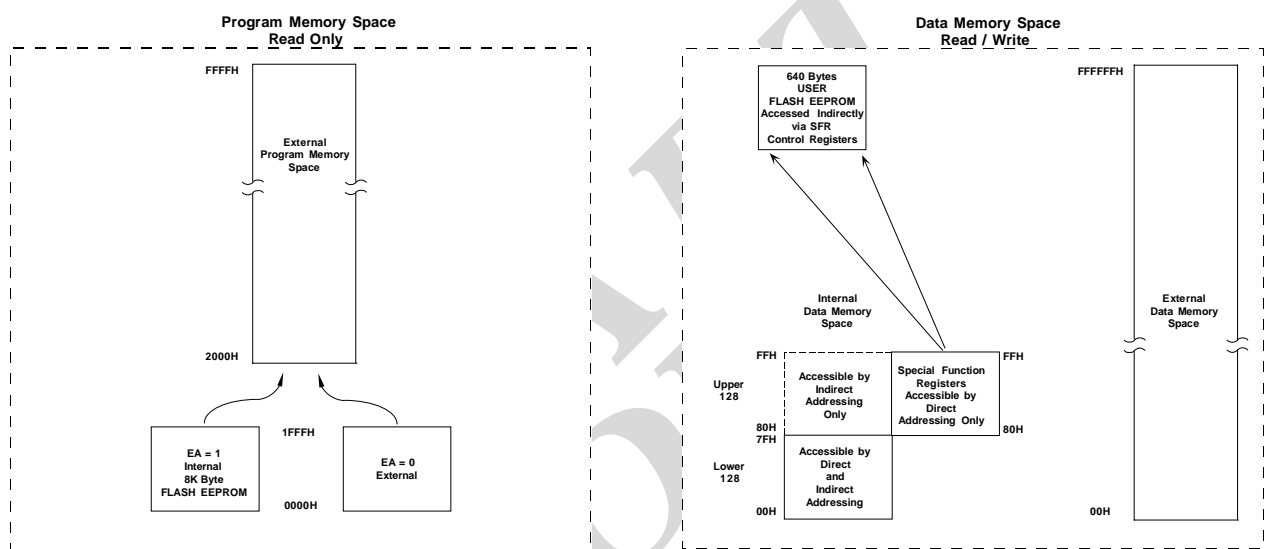 Program Memory Space
Read Only
FFFFH
External
Program Memory
Space
2000H
1FFFH
EA = 1
Internal
8K Byte
FLASH EEPROM
EA = 0
External
0000H
Data Memory Space
Read / Write
640 Bytes
USER
FLASH EEPROM
Accessed Indirectly
via SFR
Control Registers
FFFFFFH
Internal
Data Memory
Space
External
Data Memory
Space
FFH
Upper
128
80H
Accessible by
Indirect
Addressing
Only
Special Function
Registers
Accessible by
Direct
Addressing Only
FFH
80H
7FH
Lower
128
00H
Accessible by
Direct
and
Indirect
Addressing
00H